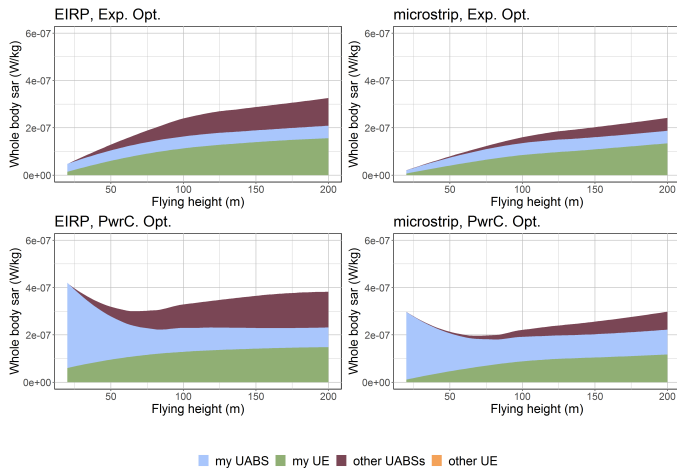 EIRP, Exp. Opt.
Whole body sar (W/kg)
6e-07
4e-07
2e-07
0e+00
50 100 150 200
Flying height (m)
microstrip, Exp. Opt.
Whole body sar (W/kg)
6e-07
4e-07
2e-07
0e+00
50 100 150 200
Flying height (m)
EIRP, PwrC. Opt.
Whole body sar (W/kg)
6e-07
4e-07
2e-07
0e+00
50 100 150 200
Flying height (m)
microstrip, PwrC. Opt.
Whole body sar (W/kg)
6e-07
4e-07
2e-07
0e+00
50 100 150 200
Flying height (m)
my UABS my UE other UABSs other UE